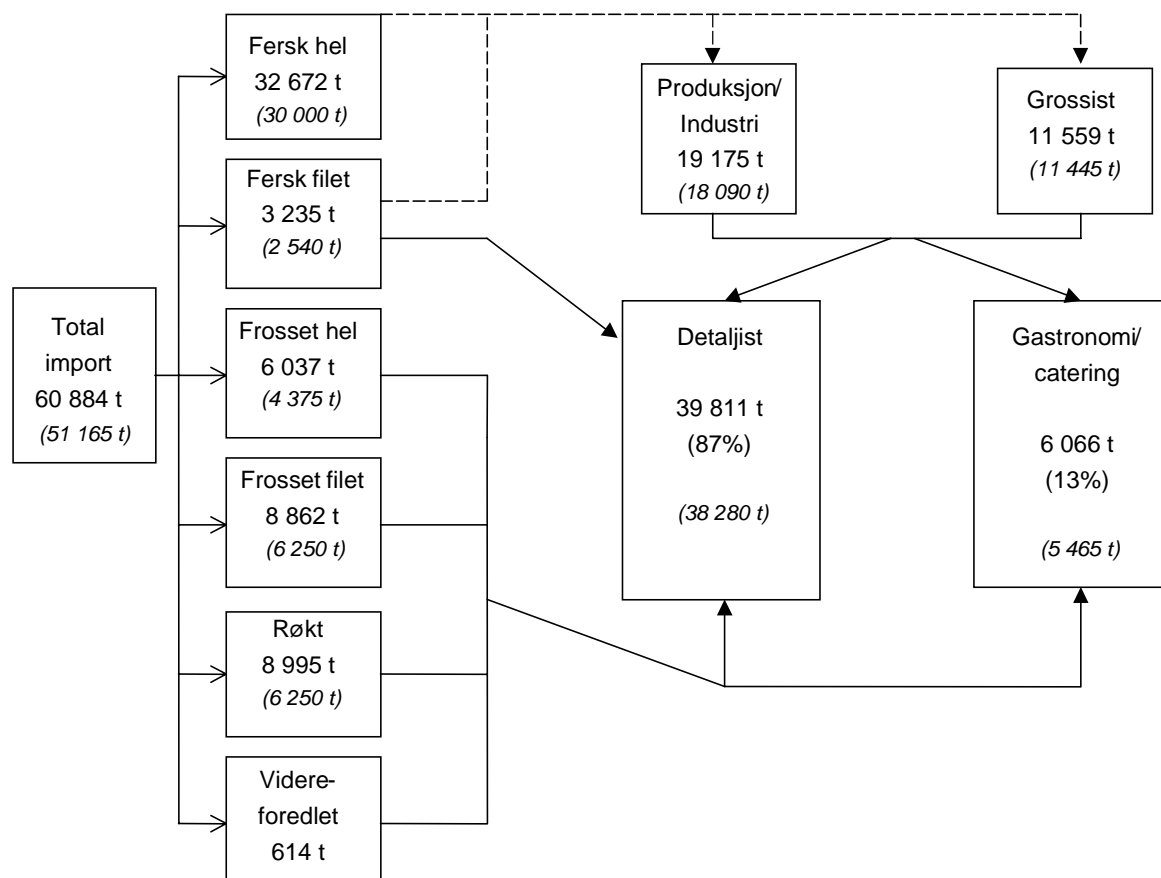 Fersk hel
32 672 t
(30 000 t)
Fersk filet
3 235 t
(2 540 t)
Total
import
60 884 t
(51 165 t)
Frosset hel
6 037 t
(4 375 t)
Frosset filet
8 862 t
(6 250 t)
Røkt
8 995 t
(6 250 t)
Videre-
foredlet
614 t
Produksjon/
Industri
19 175 t
(18 090 t)
Grossist
11 559 t
(11 445 t)
Detaljist
39 811 t
(87%)
(38 280 t)
Gastronomi/
catering
6 066 t
(13%)
(5 465 t)